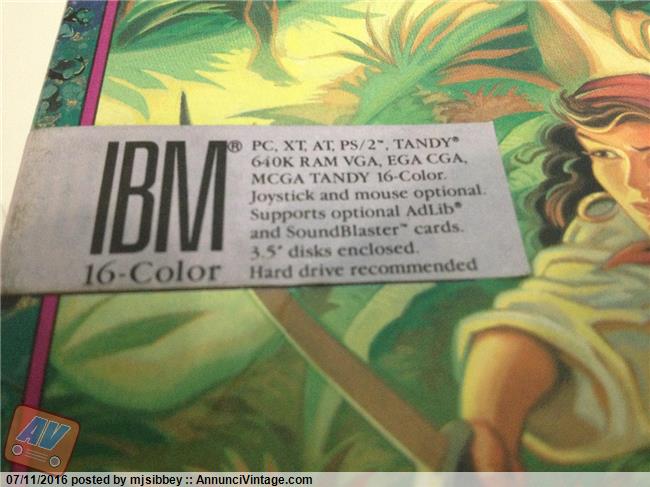 IBM®
16-Color
PC, XT, AT, PS/2™, TANDY®
640K RAM VGA, EGA CGA,
MCGA TANDY 16-Color.
Joystick and mouse optional.
Supports optional AdLib®
and SoundBlaster™ cards.
3.5" disks enclosed.
Hard drive recommended
AV
07/11/2016 posted by mjsibbey :: AnnunciVintage.com